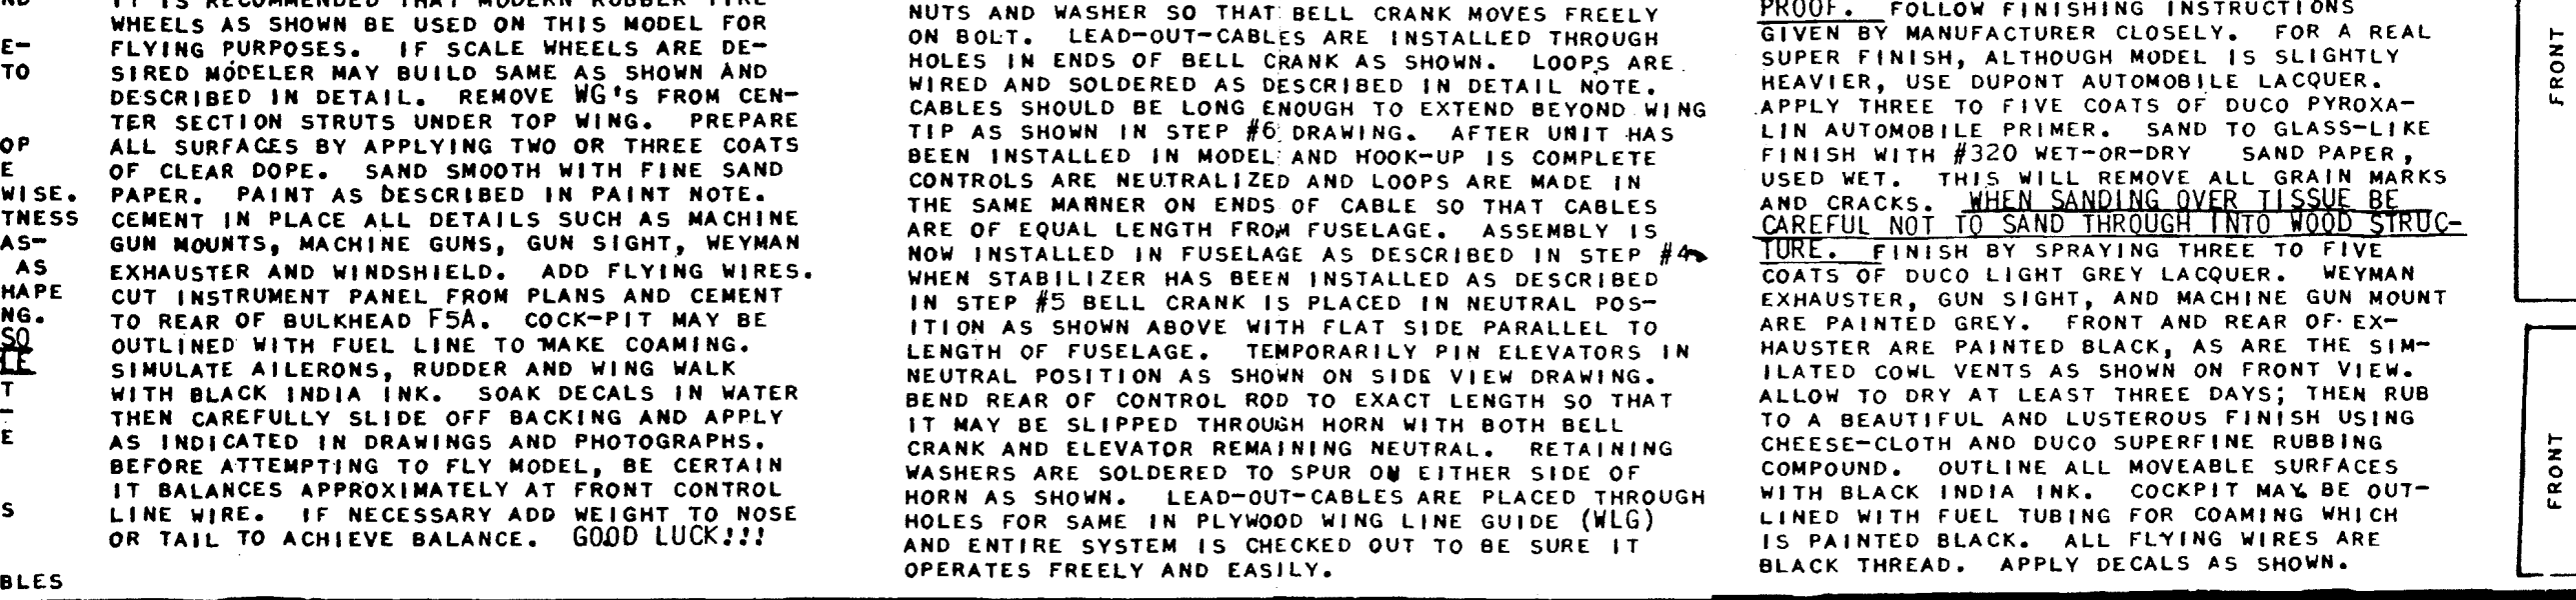 E-
TO
OP
E
WISE.
TNESS
AS-
AS
HAPE
NG.
SO
LE
T
-
E
S
BLES
IT IS RECOMMENDED THAT MODERN RUBBER TIRE
WHEELS AS SHOWN BE USED ON THIS MODEL FOR
FLYING PURPOSES. IF SCALE WHEELS ARE DE-
SIRED MODELER MAY BUILD SAME AS SHOWN AND
DESCRIBED IN DETAIL. REMOVE WG'S FROM CEN-
TER SECTION STRUTS UNDER TOP WING. PREPARE
ALL SURFACES BY APPLYING TWO OR THREE COATS
OF CLEAR DOPE. SAND SMOOTH WITH FINE SAND
PAPER. PAINT AS DESCRIBED IN PAINT NOTE.
CEMENT IN PLACE ALL DETAILS SUCH AS MACHINE
GUN MOUNTS, MACHINE GUNS, GUN SIGHT, WEYMAN
EXHAUSTER AND WINDSHIELD. ADD FLYING WIRES.
CUT INSTRUMENT PANEL FROM PLANS AND CEMENT
TO REAR OF BULKHEAD F5A. COCK-PIT MAY BE
OUTLINED WITH FUEL LINE TO MAKE COAMING.
SIMULATE AILERONS, RUDDER AND WING WALK
WITH BLACK INDIA INK. SOAK DECALS IN WATER
THEN CAREFULLY SLIDE OFF BACKING AND APPLY
AS INDICATED IN DRAWINGS AND PHOTOGRAPHS.
BEFORE ATTEMPTING TO FLY MODEL, BE CERTAIN
IT BALANCES APPROXIMATELY AT FRONT CONTROL
LINE WIRE. IF NECESSARY ADD WEIGHT TO NOSE
OR TAIL TO ACHIEVE BALANCE. GOOD LUCK!!!
NUTS AND WASHER SO THAT BELL CRANK MOVES FREELY
ON BOLT. LEAD-OUT-CABLES ARE INSTALLED THROUGH
HOLES IN ENDS OF BELL CRANK AS SHOWN. LOOPS ARE
WIRED AND SOLDERED AS DESCRIBED IN DETAIL NOTE.
CABLES SHOULD BE LONG ENOUGH TO EXTEND BEYOND WING
TIP AS SHOWN IN STEP #6 DRAWING. AFTER UNIT HAS
BEEN INSTALLED IN MODEL AND HOOK-UP IS COMPLETE
CONTROLS ARE NEUTRALIZED AND LOOPS ARE MADE IN
THE SAME MANNER ON ENDS OF CABLE SO THAT CABLES
ARE OF EQUAL LENGTH FROM FUSELAGE. ASSEMBLY IS
NOW INSTALLED IN FUSELAGE AS DESCRIBED IN STEP #4
WHEN STABILIZER HAS BEEN INSTALLED AS DESCRIBED
IN STEP #5 BELL CRANK IS PLACED IN NEUTRAL POS-
ITION AS SHOWN ABOVE WITH FLAT SIDE PARALLEL TO
LENGTH OF FUSELAGE. TEMPORARILY PIN ELEVATORS IN
NEUTRAL POSITION AS SHOWN ON SIDE VIEW DRAWING.
BEND REAR OF CONTROL ROD TO EXACT LENGTH SO THAT
IT MAY BE SLIPPED THROUGH HORN WITH BOTH BELL
CRANK AND ELEVATOR REMAINING NEUTRAL. RETAINING
WASHERS ARE SOLDERED TO SPUR ON EITHER SIDE OF
HORN AS SHOWN. LEAD-OUT-CABLES ARE PLACED THROUGH
HOLES FOR SAME IN PLYWOOD WING LINE GUIDE (WLG)
AND ENTIRE SYSTEM IS CHECKED OUT TO BE SURE IT
OPERATES FREELY AND EASILY.
PROOF. FOLLOW FINISHING INSTRUCTIONS
GIVEN BY MANUFACTURER CLOSELY. FOR A REAL
SUPER FINISH, ALTHOUGH MODEL IS SLIGHTLY
HEAVIER, USE DUPONT AUTOMOBILE LACQUER.
APPLY THREE TO FIVE COATS OF DUCO PYROXA-
LIN AUTOMOBILE PRIMER. SAND TO GLASS-LIKE
FINISH WITH #320 WET-OR-DRY SAND PAPER,
USED WET. THIS WILL REMOVE ALL GRAIN MARKS
AND CRACKS. WHEN SANDING OVER TISSUE BE
CAREFUL NOT TO SAND THROUGH INTO WOOD STRUC-
TURE. FINISH BY SPRAYING THREE TO FIVE
COATS OF DUCO LIGHT GREY LACQUER. WEYMAN
EXHAUSTER, GUN SIGHT, AND MACHINE GUN MOUNT
ARE PAINTED GREY. FRONT AND REAR OF EX-
HAUSTER ARE PAINTED BLACK, AS ARE THE SIM-
ILATED COWL VENTS AS SHOWN ON FRONT VIEW.
ALLOW TO DRY AT LEAST THREE DAYS; THEN RUB
TO A BEAUTIFUL AND LUSTEROUS FINISH USING
CHEESE-CLOTH AND DUCO SUPERFINE RUBBING
COMPOUND. OUTLINE ALL MOVEABLE SURFACES
WITH BLACK INDIA INK. COCKPIT MAY BE OUT-
LINED WITH FUEL TUBING FOR COAMING WHICH
IS PAINTED BLACK. ALL FLYING WIRES ARE
BLACK THREAD. APPLY DECALS AS SHOWN.
FRONT
FRONT